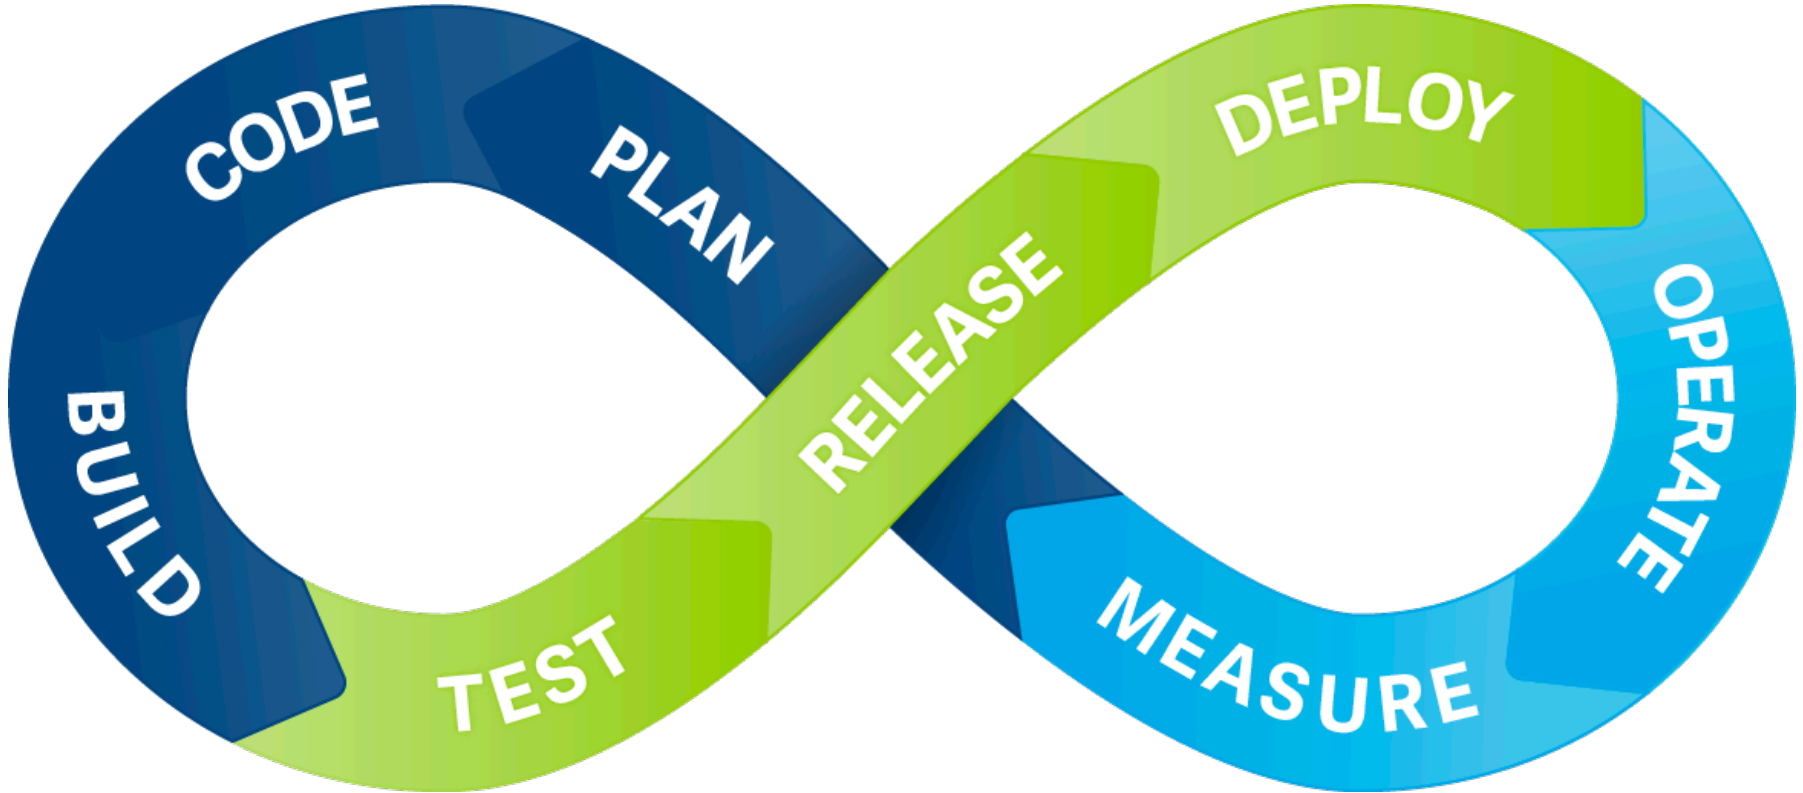 PLAN
CODE
BUILD
TEST
RELEASE
DEPLOY
OPERATE
MEASURE